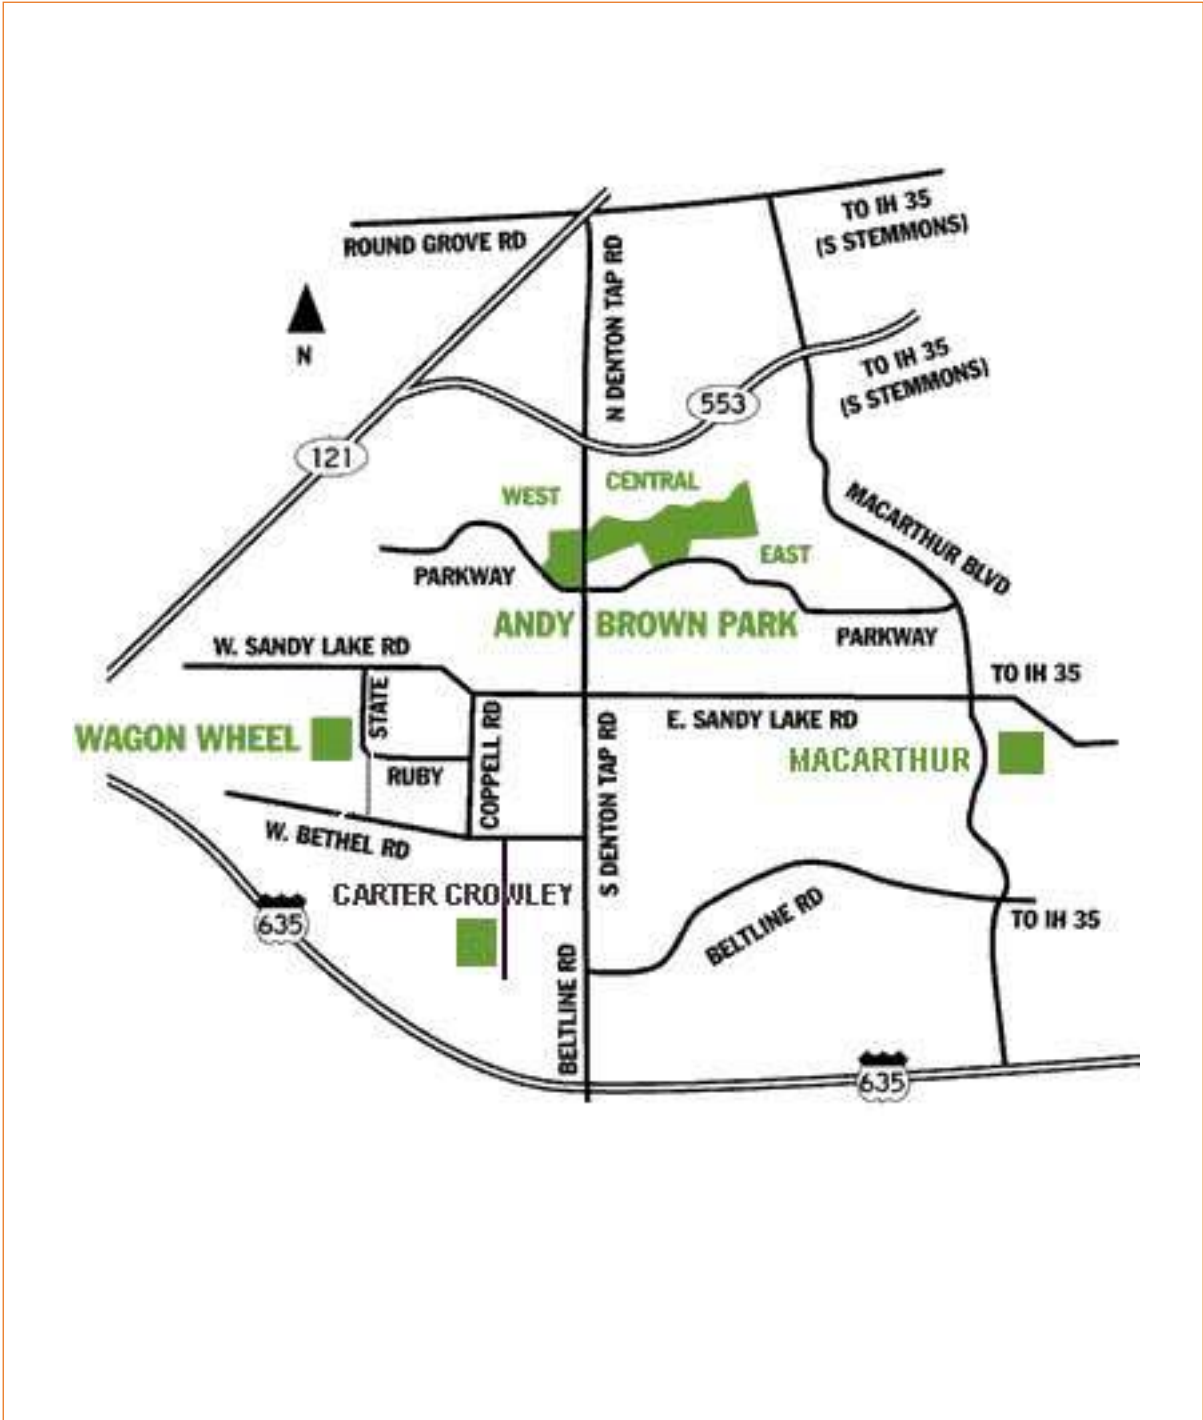 TO IH 35
(S STEMMONS)
ROUND GROVE RD
N DENTON TAP RD
N
TO IH 35
(S STEMMONS)
553
121
CENTRAL
WEST
MACARTHUR BLVD
EAST
PARKWAY
ANDY BROWN PARK
PARKWAY
W. SANDY LAKE RD
TO IH 35
STATE
E. SANDY LAKE RD
WAGON WHEEL
COPPELL RD
S DENTON TAP RD
MACARTHUR
RUBY
W. BETHEL RD
CARTER CROWLEY
635
BELTLINE RD
TO IH 35
BELTLINE RD
635